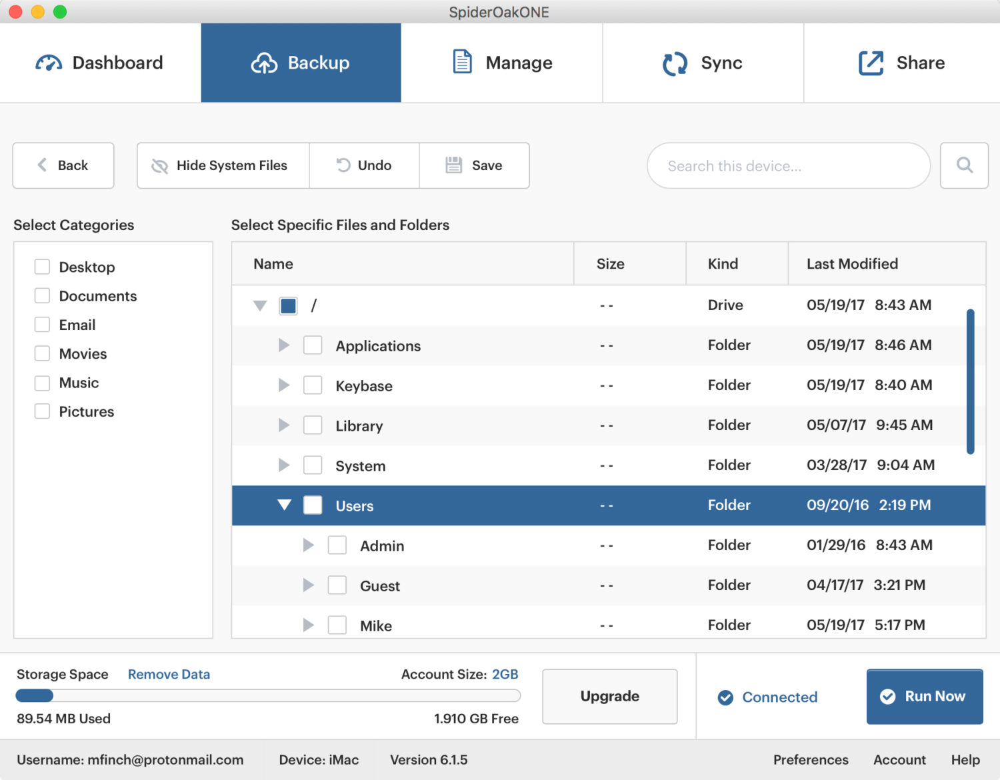 SpiderOakONE
Dashboard Backup Manage Sync Share
Back Hide System Files Undo Save Search this device...
Select Categories Select Specific Files and Folders
Desktop
Documents
Email
Movies
Music
Pictures
Name Size Kind Last Modified
/ -- Drive 05/19/17 8:43 AM
Applications -- Folder 05/19/17 8:46 AM
Keybase -- Folder 05/19/17 8:40 AM
Library -- Folder 05/07/17 9:45 AM
System -- Folder 03/28/17 9:04 AM
Users -- Folder 09/20/16 2:19 PM
Admin -- Folder 01/29/16 8:43 AM
Guest -- Folder 04/17/17 3:21 PM
Mike -- Folder 05/19/17 5:17 PM
Storage Space Remove Data Account Size: 2GB
89.54 MB Used 1.910 GB Free
Upgrade Connected Run Now
Username: mfinch@protonmail.com Device: iMac Version 6.1.5 Preferences Account Help